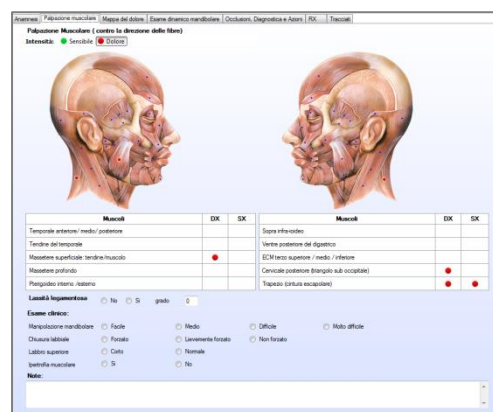 Anamnesi Palpazione muscolare Mappa del dolore Esame dinamico mandibolare Occlusioni, Diagnostica e Azioni RX Tracciati
Palpazione Muscolare ( contro la direzione delle fibre)
Intensità: Sensibile Dolore
Muscoli DX SX
Temporale anteriore/ medio/ posteriore
Tendine del temporale
Massetere superficiale: tendine/muscolo
Massetere profondo
Pterigoideo interno /esterno
Muscoli DX SX
Sopra infra-ioideo
Ventre posteriore del digastrico
ECM terzo superiore / medio / inferiore
Cervicale posteriore (triangolo sub occipitale)
Trapezio (cintura escapolare)
Lassità legamentosa No Si grado 0
Esame clinico:
Manipolazione mandibolare Facile Medio Difficile Molto difficile
Chiusura labbiale Forzato Lievemente forzato Non forzato
Labbro superiore Corto Normale
Ipertrofia muscolare Si No
Note: